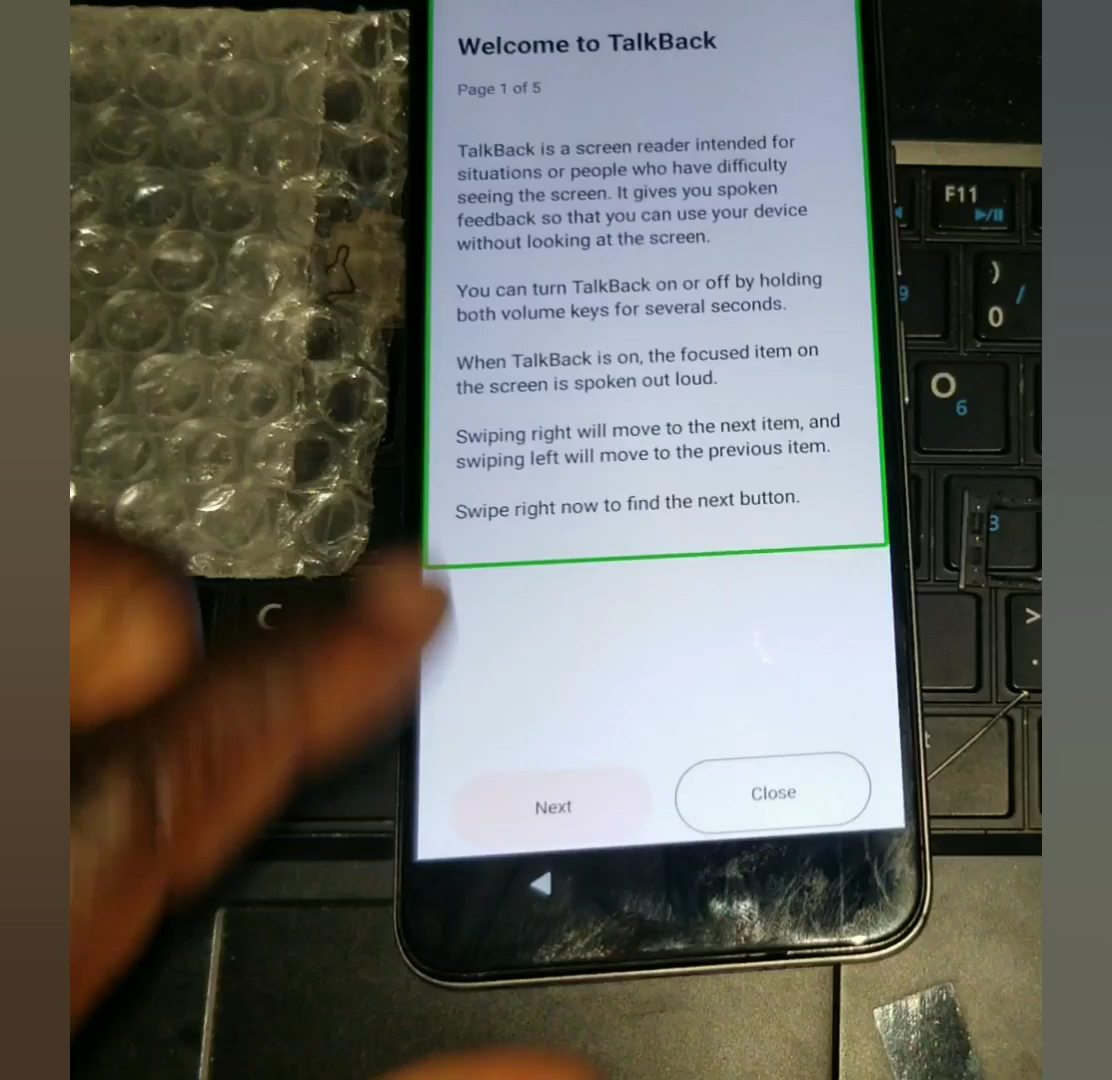 Welcome to TalkBack
Page 1 of 5
TalkBack is a screen reader intended for
situations or people who have difficulty
seeing the screen. It gives you spoken
feedback so that you can use your device
without looking at the screen.
You can turn TalkBack on or off by holding
both volume keys for several seconds.
When TalkBack is on, the focused item on
the screen is spoken out loud.
Swiping right will move to the next item, and
swiping left will move to the previous item.
Swipe right now to find the next button.
Next
Close
F11
9
)
/
0
O
6
3
C
>
.